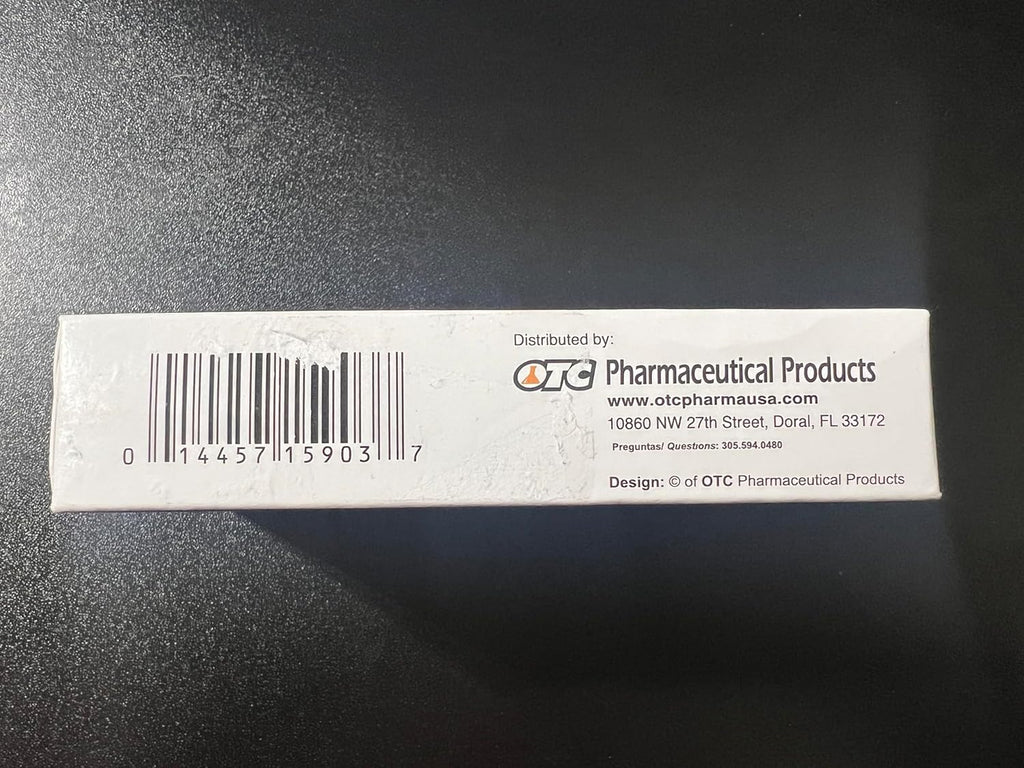 0 14457 15903 7
Distributed by:
OTC Pharmaceutical Products
www.otcpharmausa.com
10860 NW 27th Street, Doral, FL 33172
Preguntas/ Questions: 305.594.0480
Design: © of OTC Pharmaceutical Products